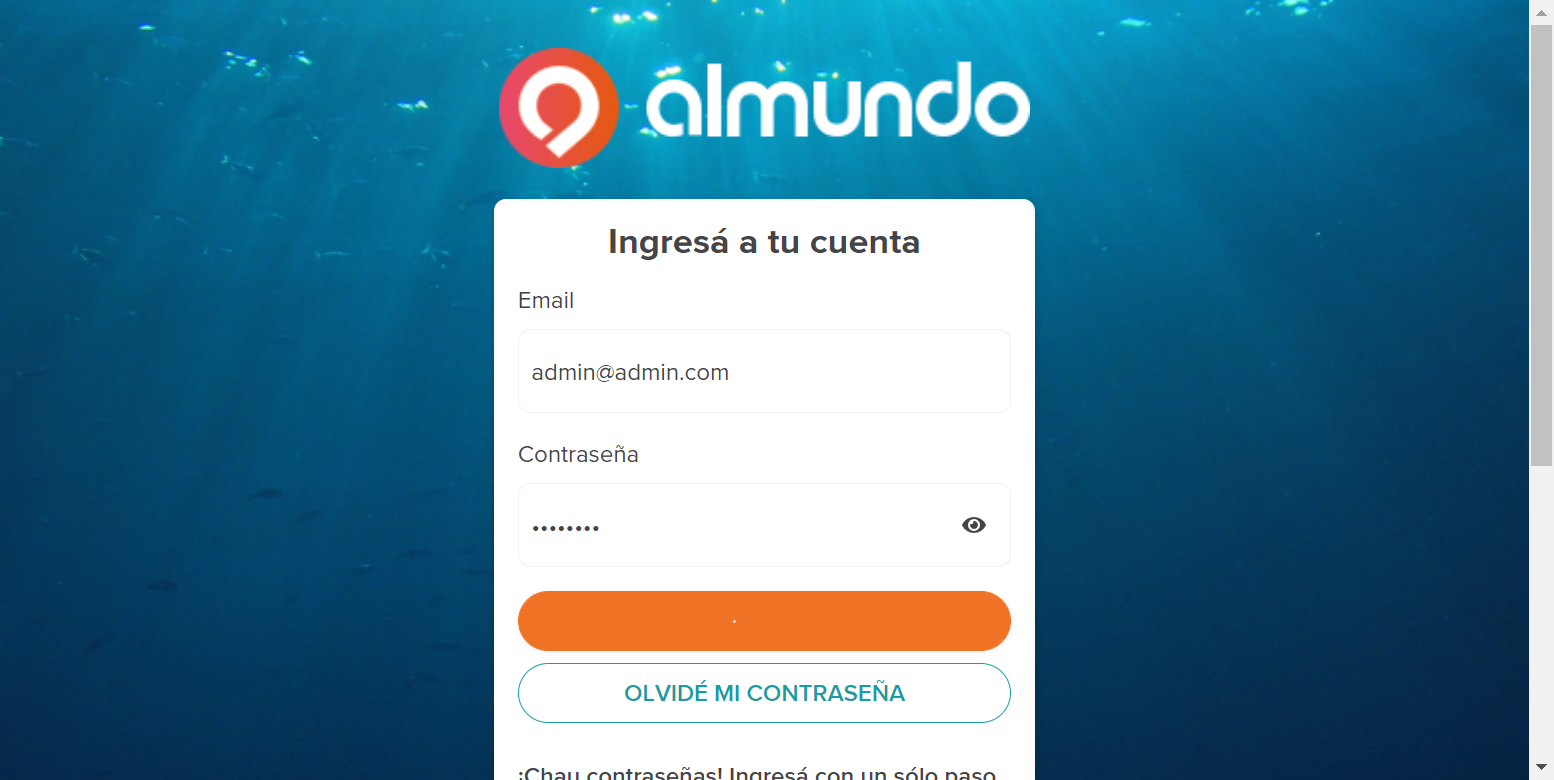 almundo
Ingresá a tu cuenta
Email
admin@admin.com
Contraseña
••••••••
OLVIDÉ MI CONTRASEÑA
¡Chau contraseñas! Ingresá con un sólo paso